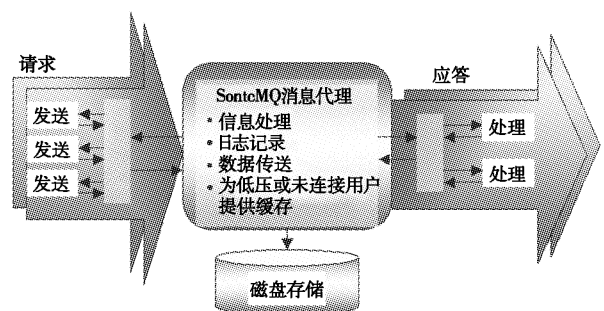 请求
发送
发送
发送
SontcMQ消息代理
• 信息处理
• 日志记录
• 数据传送
• 为低压或未连接用户
提供缓存
磁盘存储
应答
处理
处理